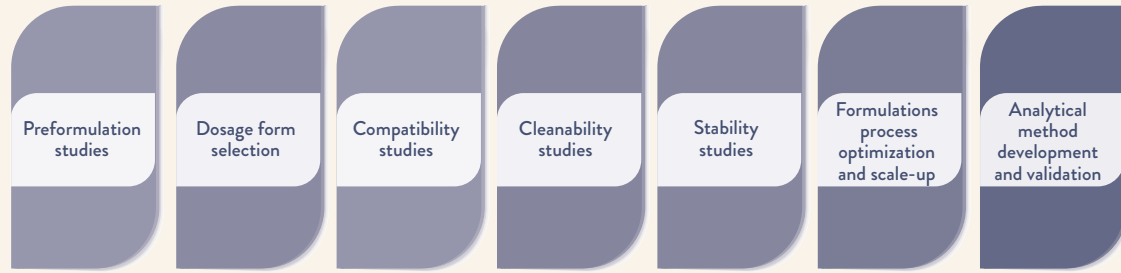 Preformulation
studies
Dosage form
selection
Compatibility
studies
Cleanability
studies
Stability
studies
Formulations
process
optimization
and scale-up
Analytical
method
development
and validation